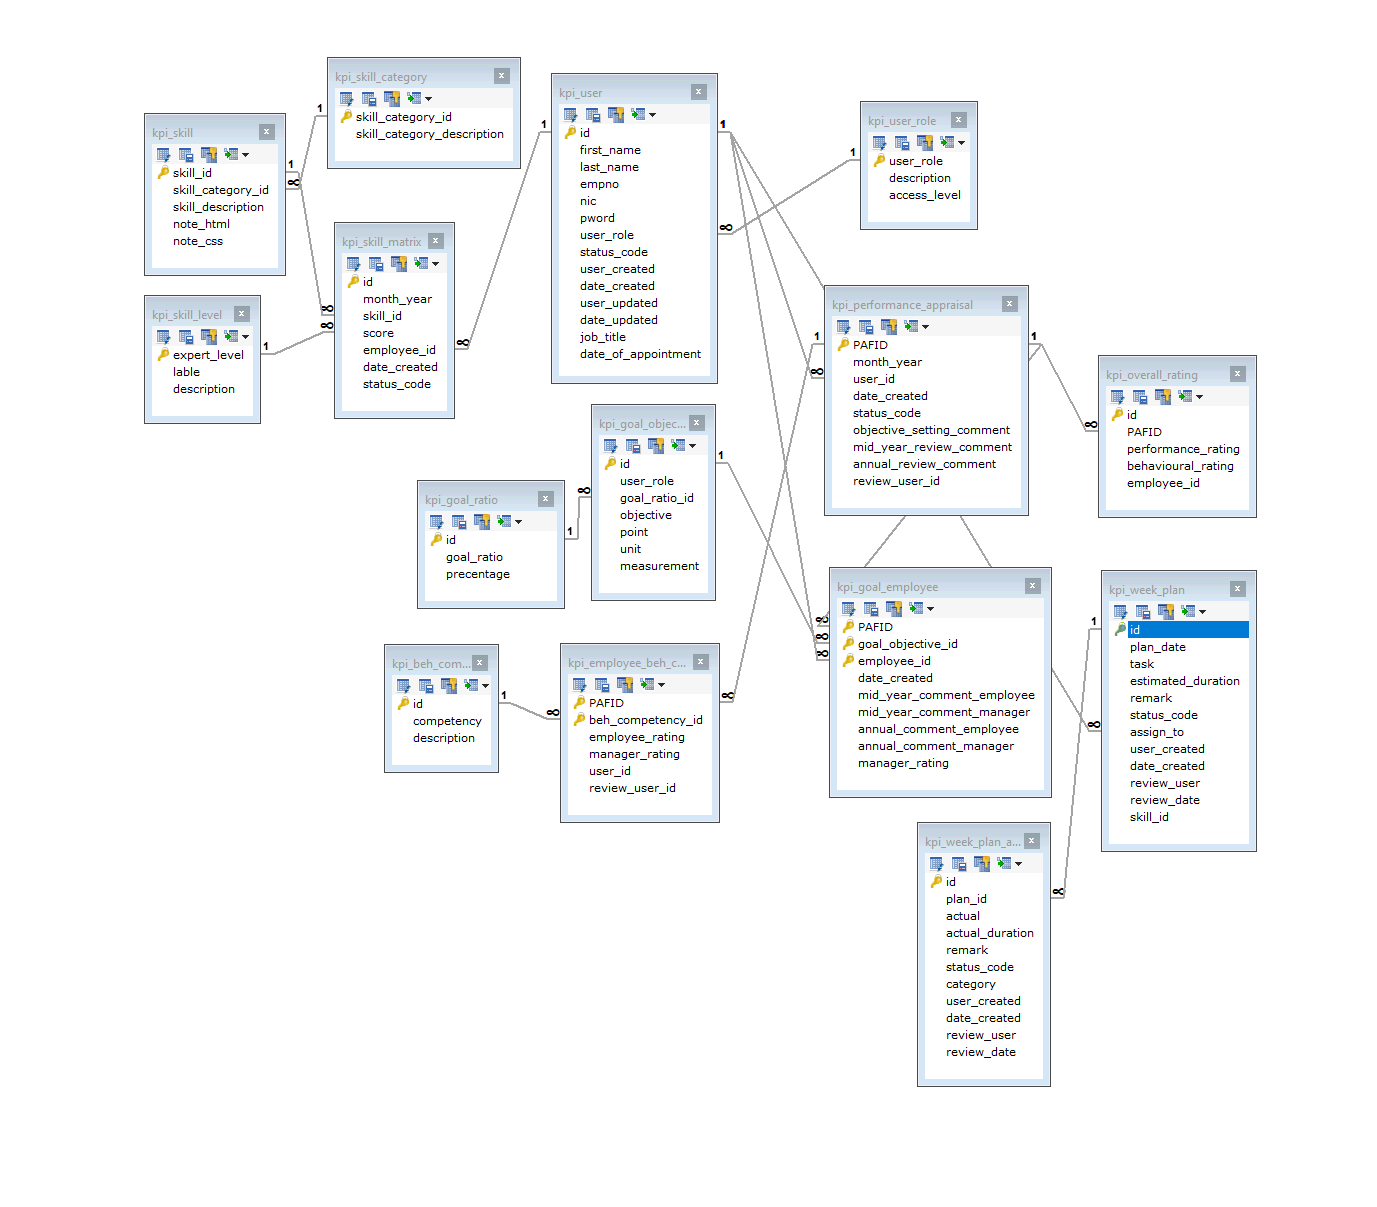 kpi_skill_category
skill_category_id
skill_category_description
kpi_skill
skill_id
skill_category_id
skill_description
note_html
note_css
kpi_skill_matrix
id
month_year
skill_id
score
employee_id
date_created
status_code
kpi_skill_level
expert_level
lable
description
kpi_user
id
first_name
last_name
empno
nic
pword
user_role
status_code
user_created
date_created
user_updated
date_updated
job_title
date_of_appointment
kpi_user_role
user_role
description
access_level
kpi_performance_appraisal
PAFID
month_year
user_id
date_created
status_code
objective_setting_comment
mid_year_review_comment
annual_review_comment
review_user_id
kpi_overall_rating
id
PAFID
performance_rating
behavioural_rating
employee_id
kpi_goal_objec...
id
user_role
goal_ratio_id
objective
point
unit
measurement
kpi_goal_ratio
id
goal_ratio
precentage
kpi_goal_employee
PAFID
goal_objective_id
employee_id
date_created
mid_year_comment_employee
mid_year_comment_manager
annual_comment_employee
annual_comment_manager
manager_rating
kpi_week_plan
id
plan_date
task
estimated_duration
remark
status_code
assign_to
user_created
date_created
review_user
review_date
skill_id
kpi_beh_com...
id
competency
description
kpi_employee_beh_c...
PAFID
beh_competency_id
employee_rating
manager_rating
user_id
review_user_id
kpi_week_plan_a...
id
plan_id
actual
actual_duration
remark
status_code
category
user_created
date_created
review_user
review_date
1
∞
1
∞
1
∞
1
∞
1
∞
1
∞
1
∞
1
∞
1
∞
1
∞
∞
∞
1
∞
1
∞